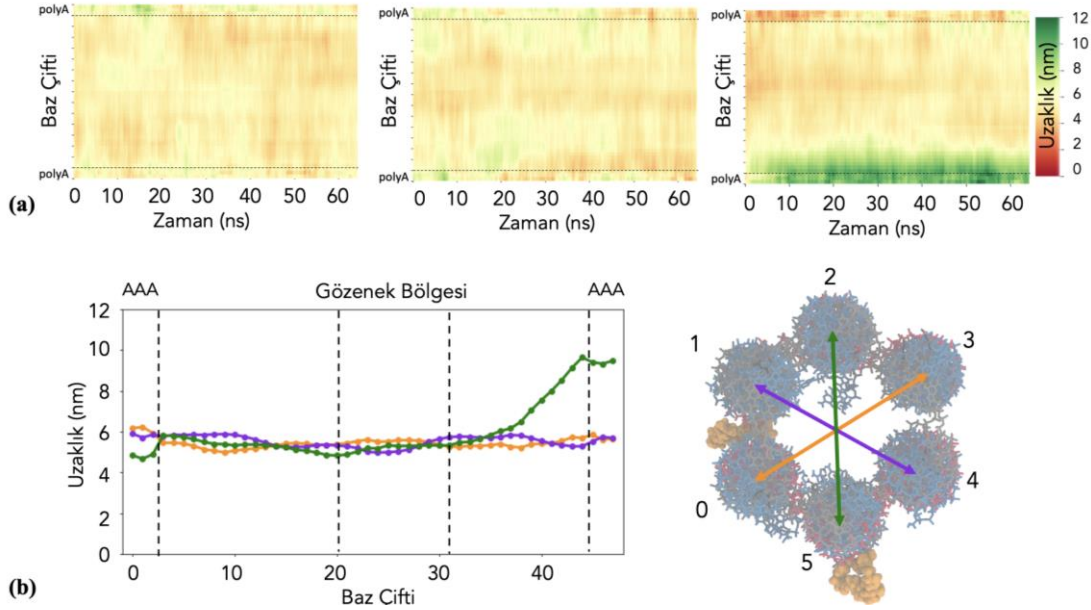 polyA
Baz Çifti
polyA
0 10 20 30 40 50 60
Zaman (ns)
polyA
Baz Çifti
polyA
0 10 20 30 40 50 60
Zaman (ns)
polyA
Baz Çifti
polyA
0 10 20 30 40 50 60
Zaman (ns)
12
10
8
6
4
2
0
Uzaklık (nm)
(a)
AAA Gözenek Bölgesi AAA
12
10
8
6
4
2
0
Uzaklık (nm)
0 10 20 30 40
Baz Çifti
(b)
2
1
3
0
4
5